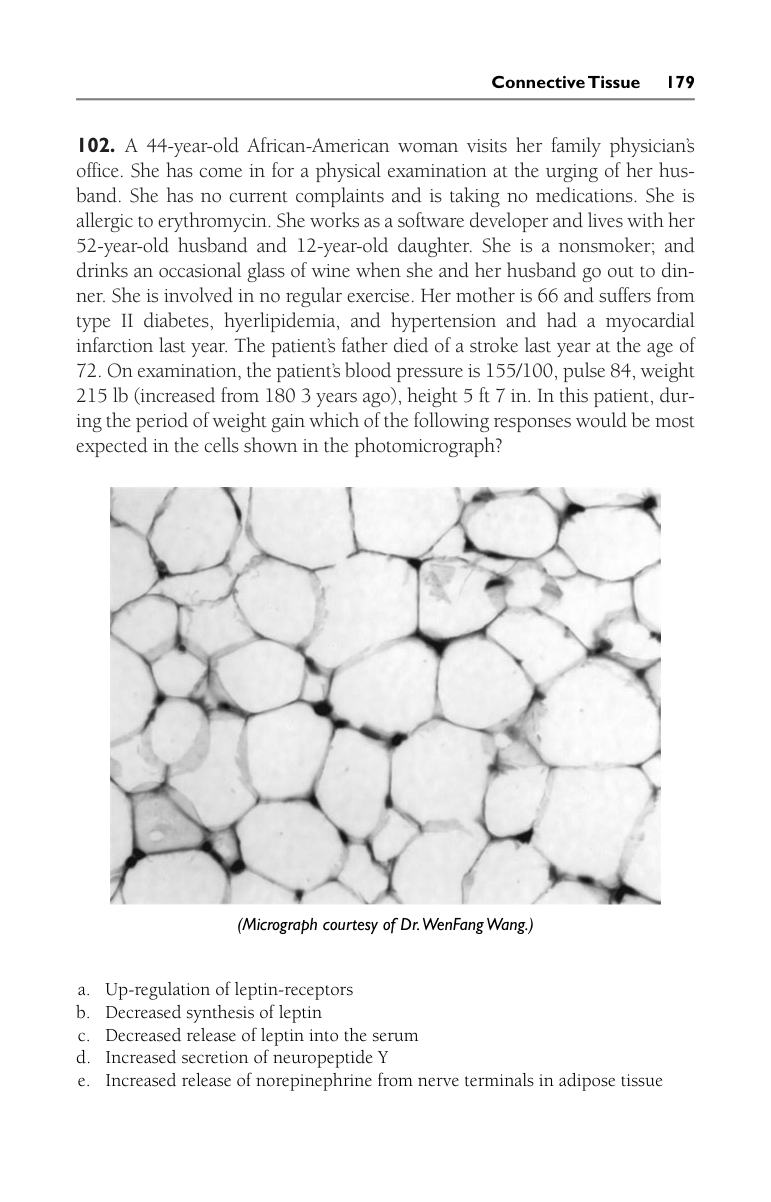 Connective Tissue 179
102. A 44-year-old African-American woman visits her family physician's
office. She has come in for a physical examination at the urging of her hus-
band. She has no current complaints and is taking no medications. She is
allergic to erythromycin. She works as a software developer and lives with her
52-year-old husband and 12-year-old daughter. She is a nonsmoker; and
drinks an occasional glass of wine when she and her husband go out to din-
ner. She is involved in no regular exercise. Her mother is 66 and suffers from
type II diabetes, hyerlipidemia, and hypertension and had a myocardial
infarction last year. The patient's father died of a stroke last year at the age of
72. On examination, the patient's blood pressure is 155/100, pulse 84, weight
215 lb (increased from 180 3 years ago), height 5 ft 7 in. In this patient, dur-
ing the period of weight gain which of the following responses would be most
expected in the cells shown in the photomicrograph?
(Micrograph courtesy of Dr. WenFang Wang.)
a. Up-regulation of leptin-receptors
b. Decreased synthesis of leptin
c. Decreased release of leptin into the serum
d. Increased secretion of neuropeptide Y
e. Increased release of norepinephrine from nerve terminals in adipose tissue